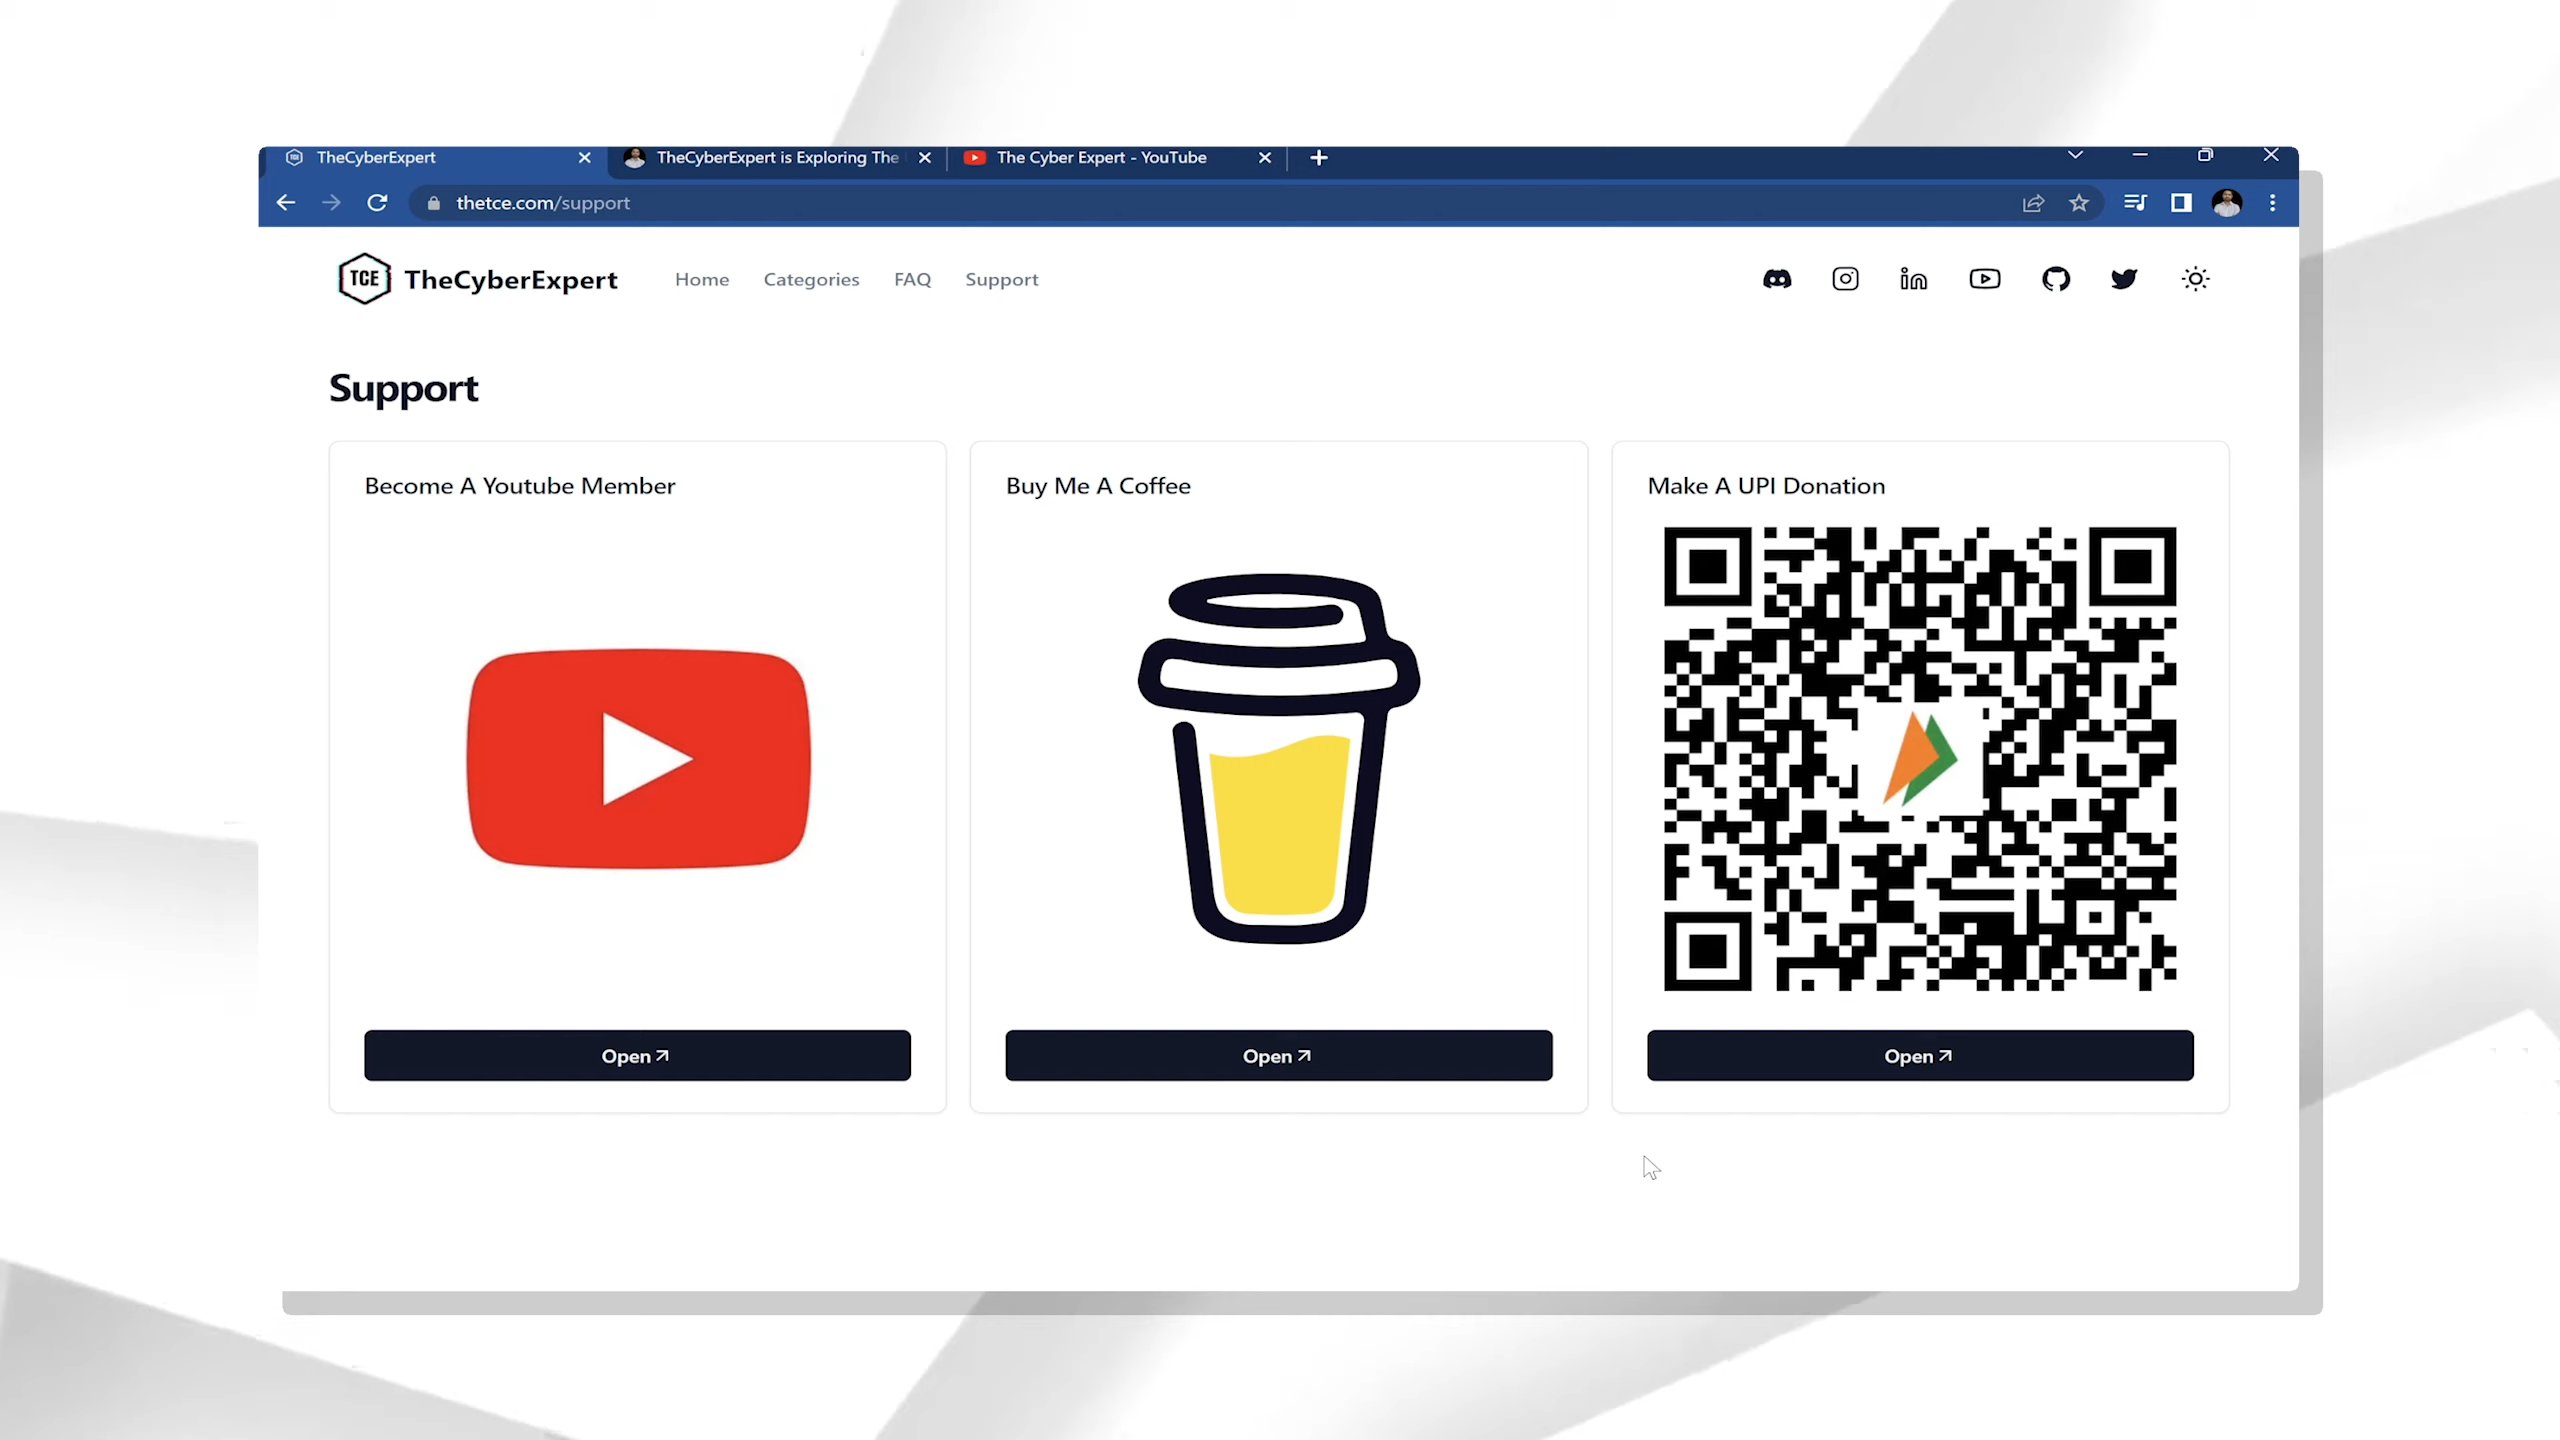 TheCyberExpert
TheCyberExpert is Exploring The
The Cyber Expert - YouTube
thetce.com/support
TCE
TheCyberExpert
Home
Categories
FAQ
Support
Support
Become A Youtube Member
Buy Me A Coffee
Make A UPI Donation
Open
Open
Open